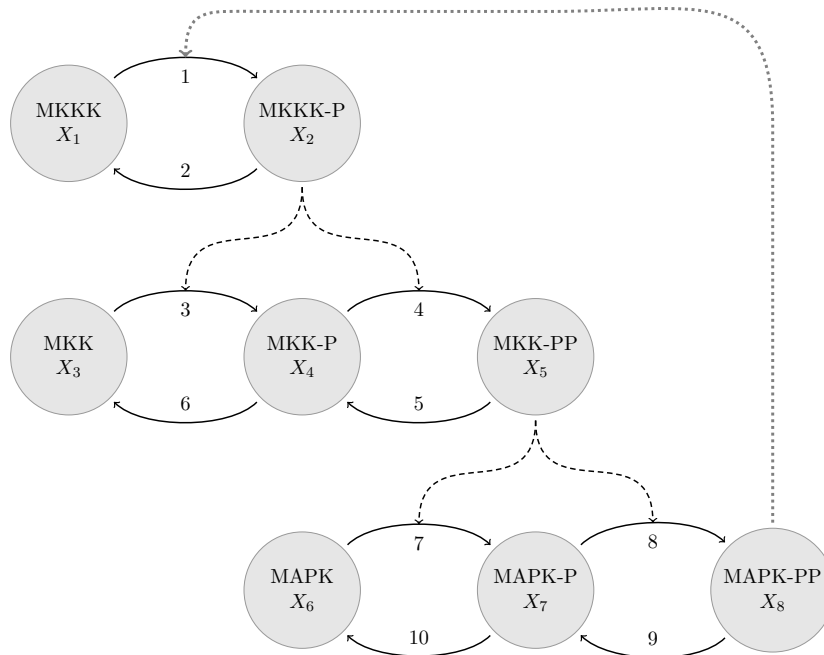 1
MKKK
X₁
MKKK-P
X₂
2
3
4
MKK
X₃
MKK-P
X₄
MKK-PP
X₅
6
5
7
8
MAPK
X₆
MAPK-P
X₇
MAPK-PP
X₈
10
9